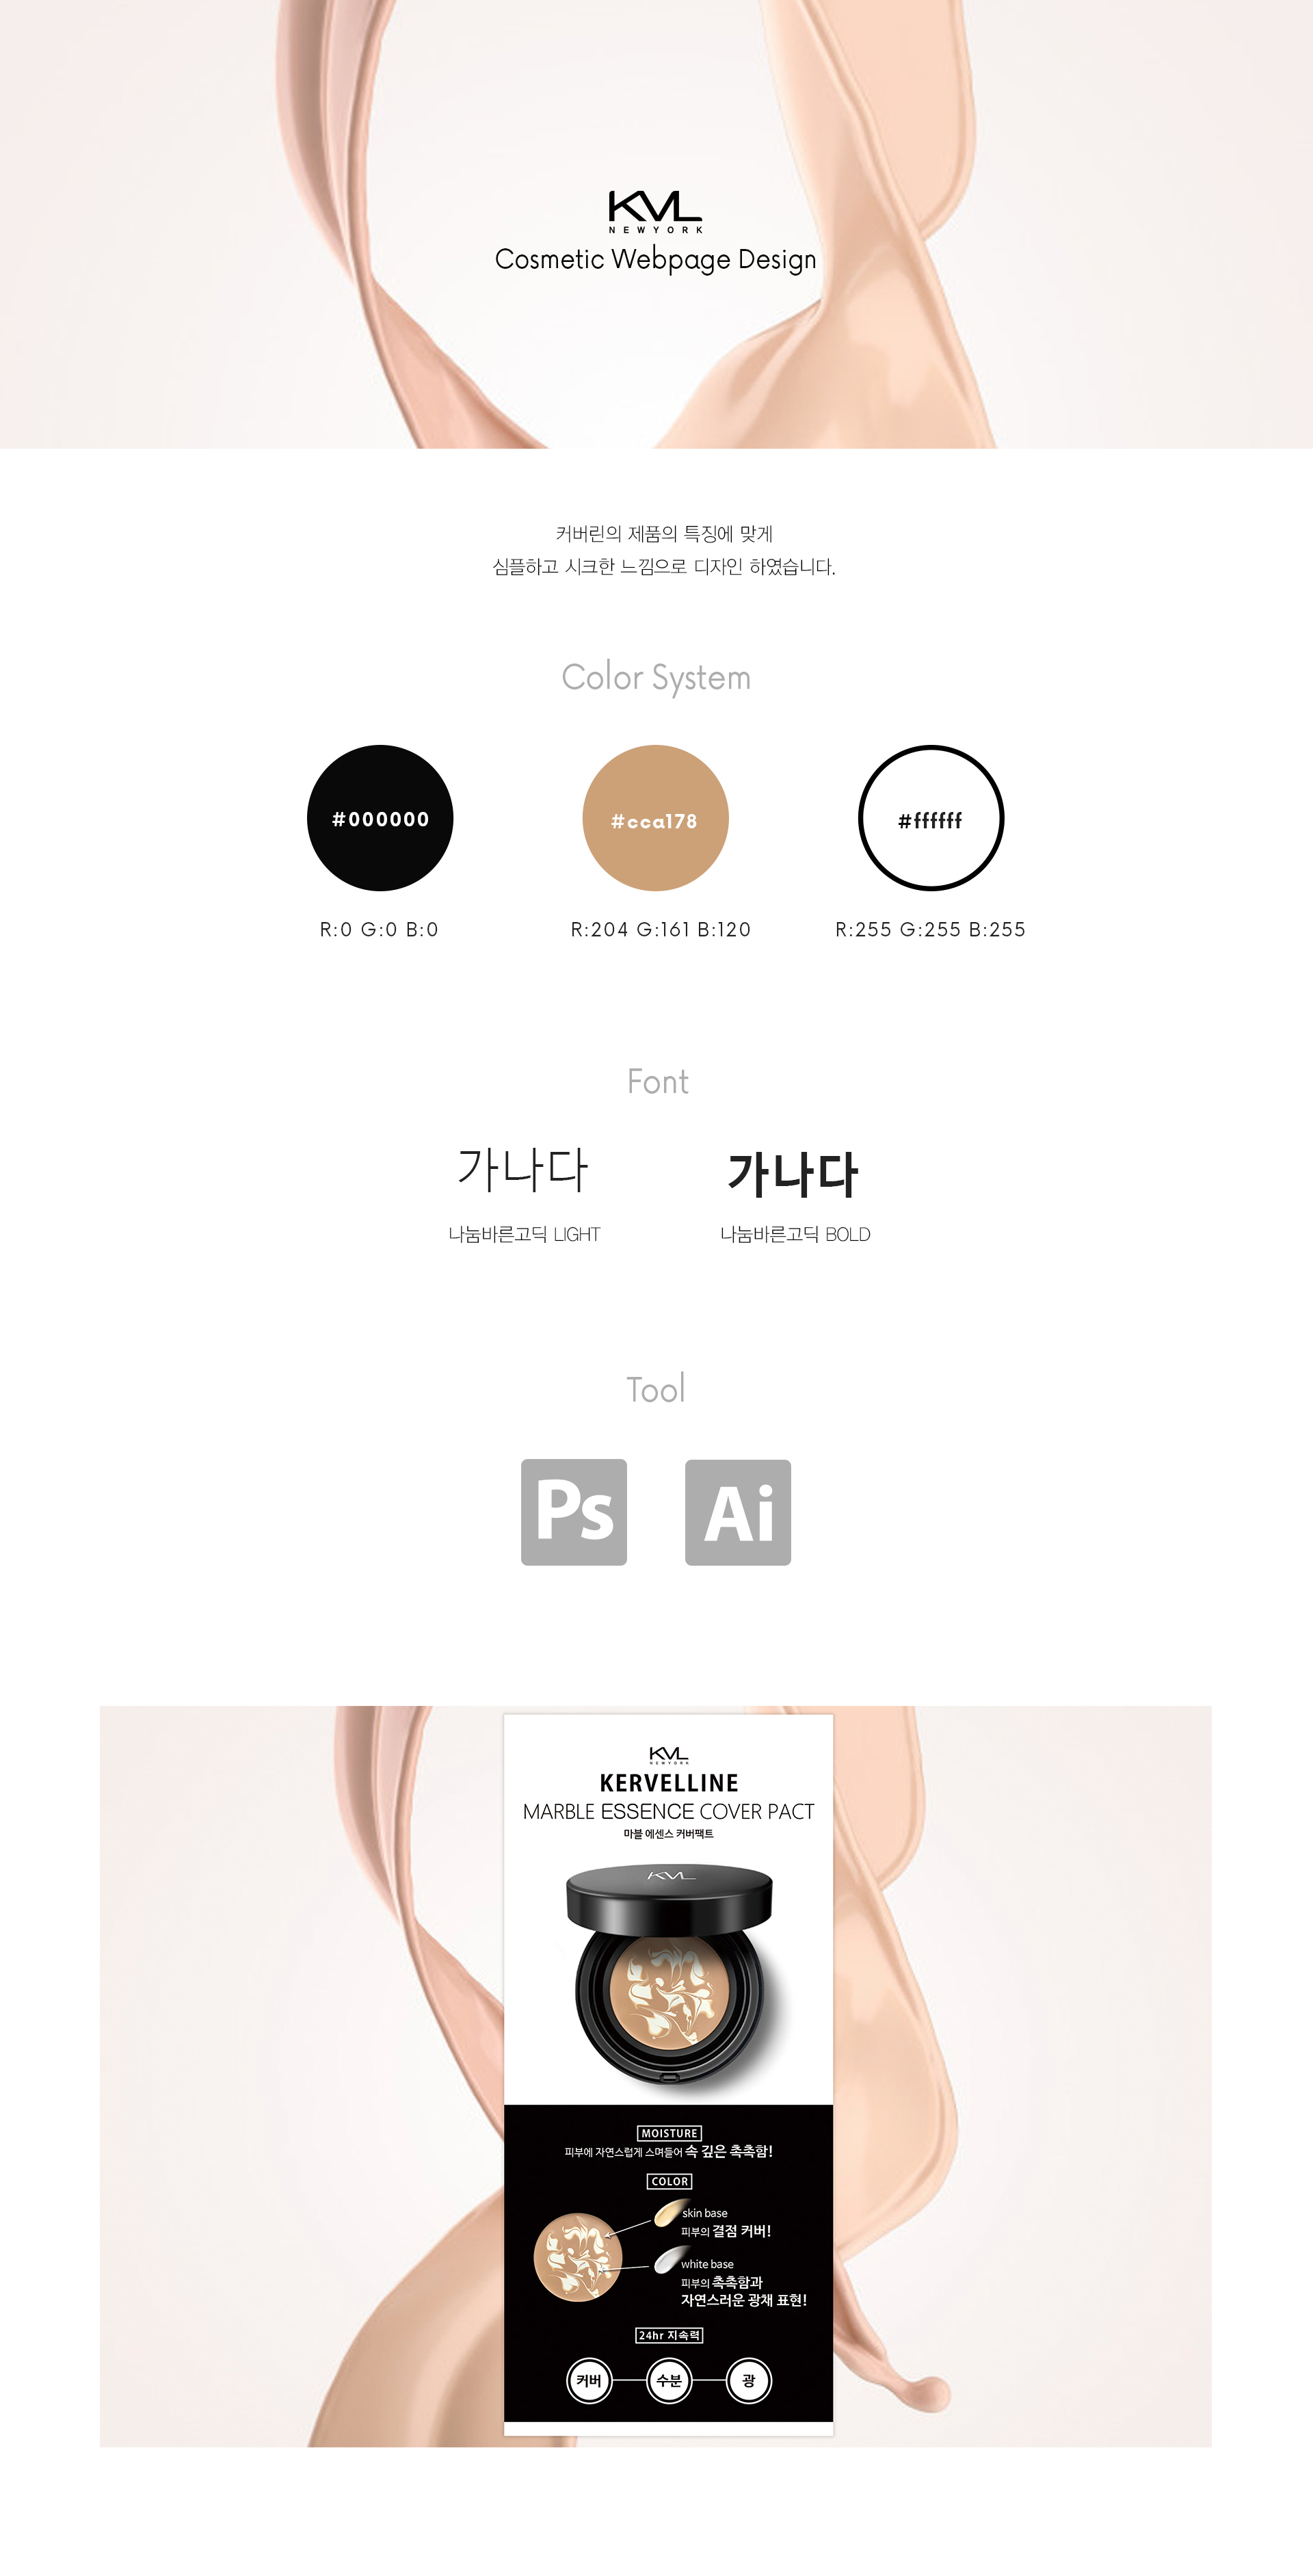 KVL
NEWYORK
Cosmetic Webpage Design
커버린의 제품의 특징에 맞게
심플하고 시크한 느낌으로 디자인 하였습니다.
Color System
#000000
#cca178
#ffffff
R:0 G:0 B:0
R:204 G:161 B:120
R:255 G:255 B:255
Font
가나다
가나다
나눔바른고딕 LIGHT
나눔바른고딕 BOLD
Tool
Ps
Ai
KVL
NEWYORK
KERVELLINE
MARBLE ESSENCE COVER PACT
마블 에센스 커버팩트
KVL
MOISTURE
피부에 자연스럽게 스며들어 속 깊은 촉촉함!
COLOR
skin base
피부의 결점 커버!
white base
피부의 촉촉함과
자연스러운 광채 표현!
24hr 지속력
커버
수분
광